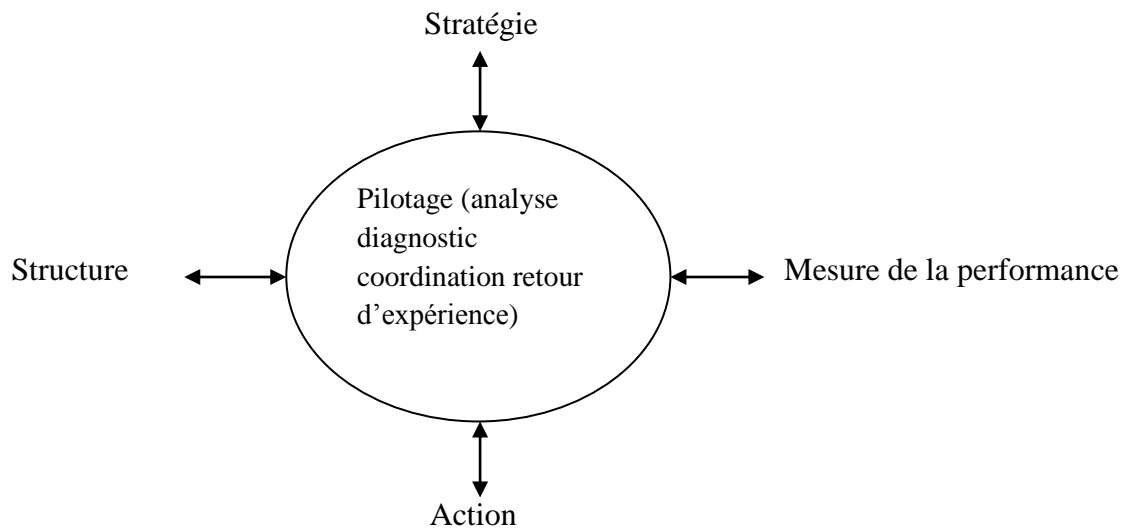 Stratégie
Pilotage (analyse
diagnostic
coordination retour
d’expérience)
Structure
Mesure de la performance
Action